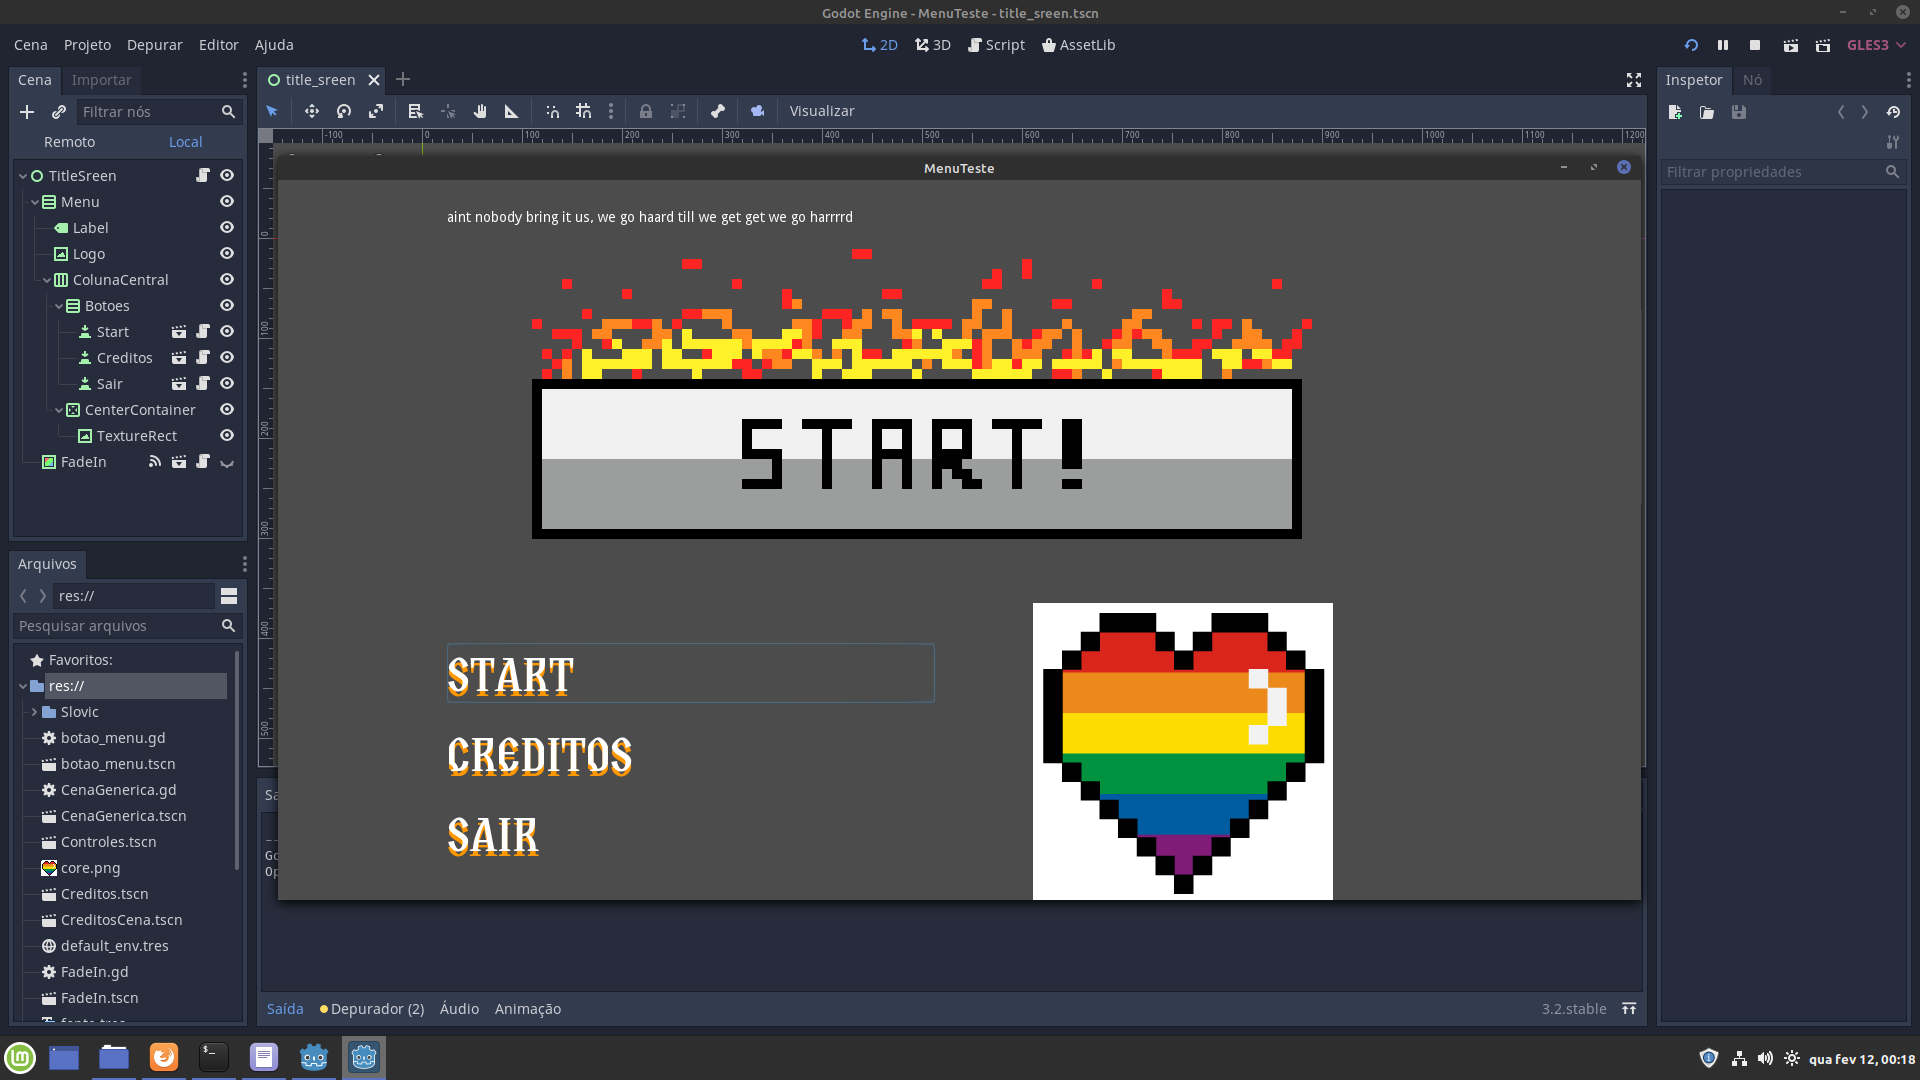 Godot Engine - MenuTeste - title_sreen.tscn
Cena Projeto Depurar Editor Ajuda
2D 3D Script AssetLib
GLES3
Cena Importar
title_sreen
Inspetor Nó
Filtrar nós
Visualizar
Remoto Local
-100 0 100 200 300 400 500 600 700 800 900 1000 1100 1200
Filtrar propriedades
TitleSreen
Menu
Label
Logo
ColunaCentral
Botoes
Start
Creditos
Sair
CenterContainer
TextureRect
FadeIn
0
100
200
300
400
500
MenuTeste
aint nobody bring it us, we go haard till we get get we go harrrrd
START!
START
CREDITOS
SAIR
Arquivos
res://
Pesquisar arquivos
Favoritos:
res://
Slovic
botao_menu.gd
botao_menu.tscn
CenaGenerica.gd
CenaGenerica.tscn
Controles.tscn
core.png
Creditos.tscn
CreditosCena.tscn
default_env.tres
FadeIn.gd
FadeIn.tscn
Saída Depurador (2) Áudio Animação
3.2.stable
qua fev 12, 00:18